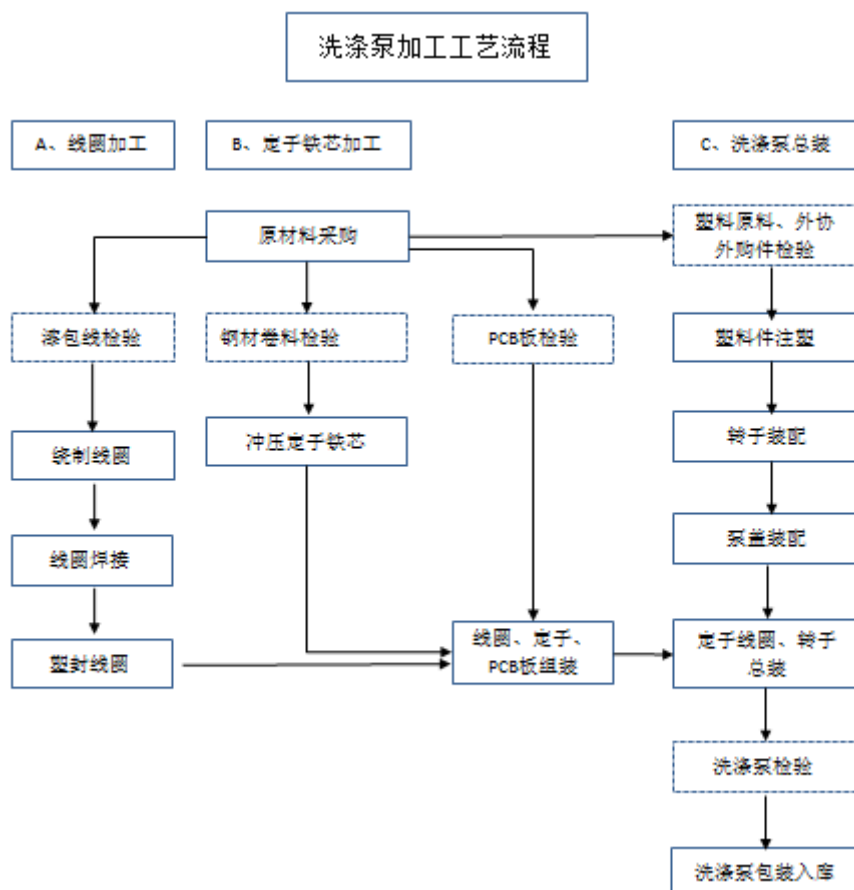 洗涤泵加工工艺流程
A、线圈加工
B、定子铁芯加工
C、洗涤泵总装
原材料采购
塑料原料、外协
外购件检验
漆包线检验
钢材卷料检验
PCB板检验
塑料件注塑
绕制线圈
冲压定子铁芯
转子装配
线圈焊接
泵盖装配
塑封线圈
线圈、定子、
PCB板组装
定子线圈、转子
总装
洗涤泵检验
洗涤泵包装入库